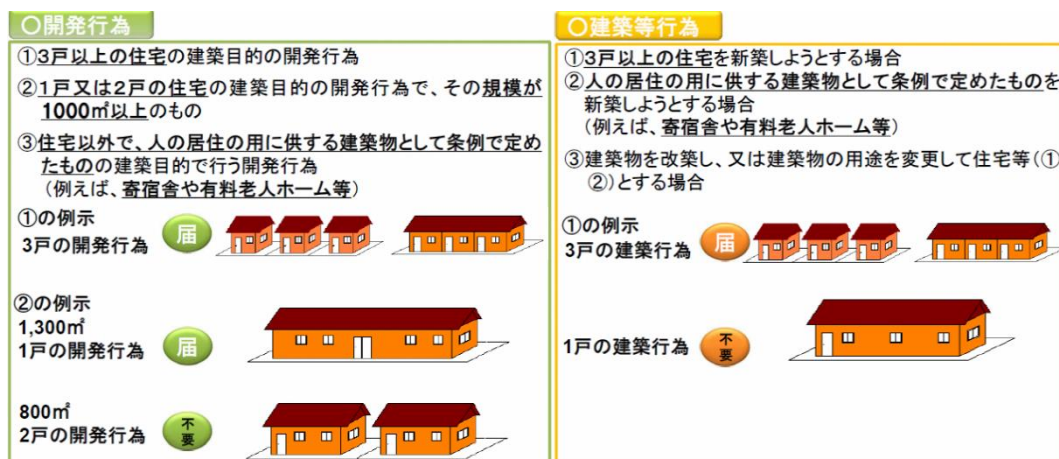 〇開発行為
①3戸以上の住宅の建築目的の開発行為
②1戸又は2戸の住宅の建築目的の開発行為で、その規模が
1000㎡以上のもの
③住宅以外で、人の居住の用に供する建築物として条例で定め
たものの建築目的で行う開発行為
(例えば、寄宿舎や有料老人ホーム等)
①の例示
3戸の開発行為
届
②の例示
1,300㎡
1戸の開発行為
届
800㎡
2戸の開発行為
不
要
〇建築等行為
①3戸以上の住宅を新築しようとする場合
②人の居住の用に供する建築物として条例で定めたものを
新築しようとする場合
(例えば、寄宿舎や有料老人ホーム等)
③建築物を改築し、又は建築物の用途を変更して住宅等(①
②)とする場合
①の例示
3戸の建築行為
届
1戸の建築行為
不
要